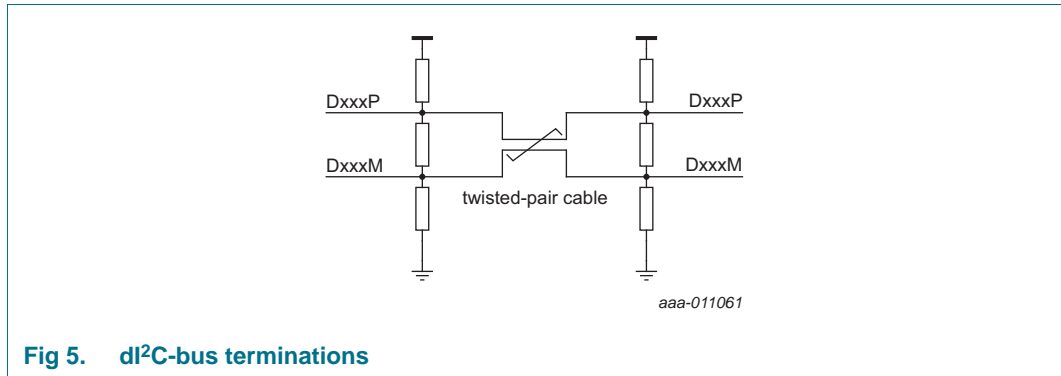 DxxxP DxxxP
DxxxM DxxxM
twisted-pair cable
aaa-011061
Fig 5. dI²C-bus terminations